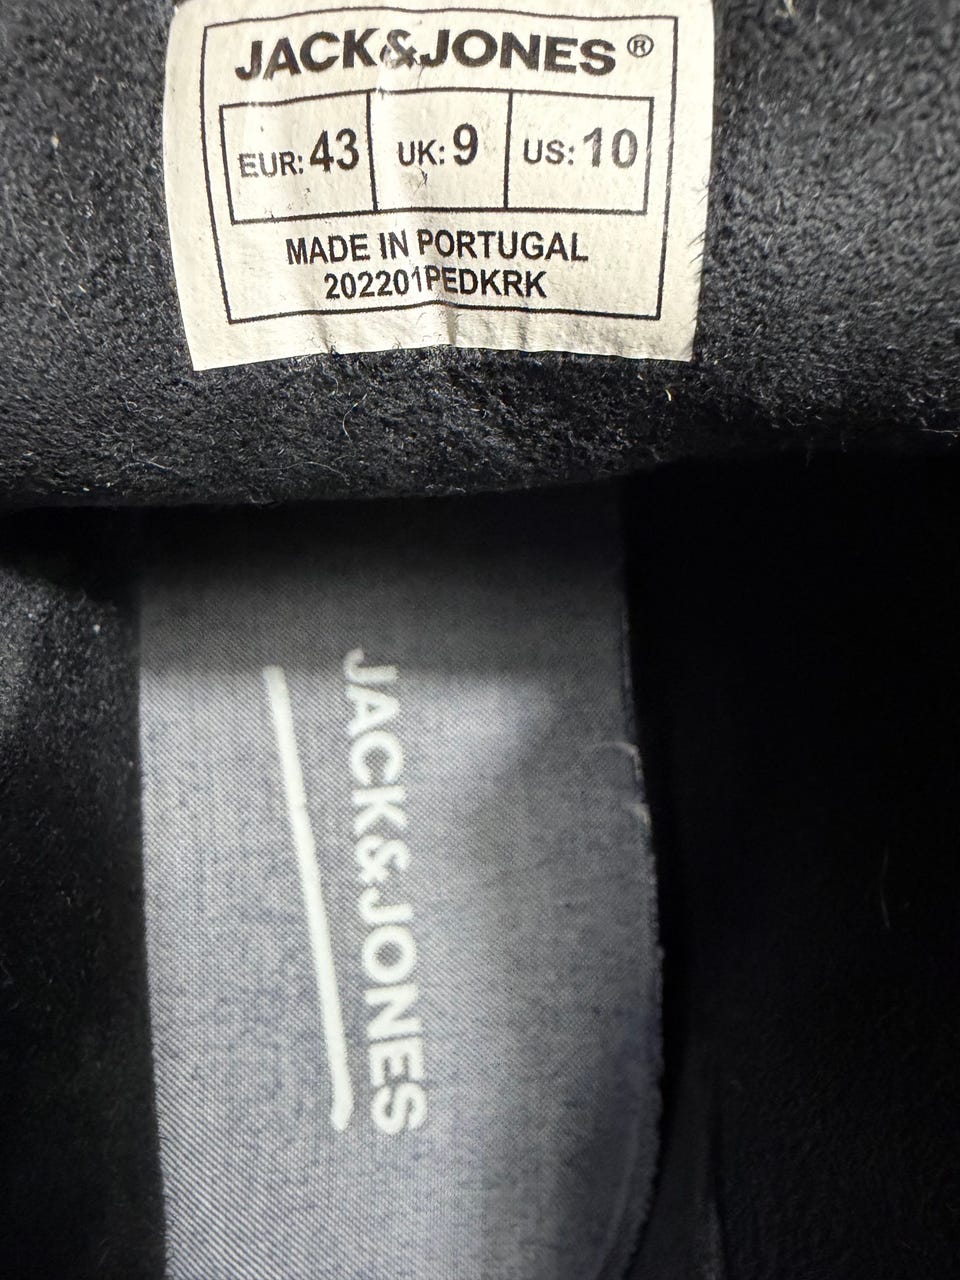 JACK&JONES®
EUR: 43 UK: 9 US: 10
MADE IN PORTUGAL
202201PEDKRK
JACK&JONES